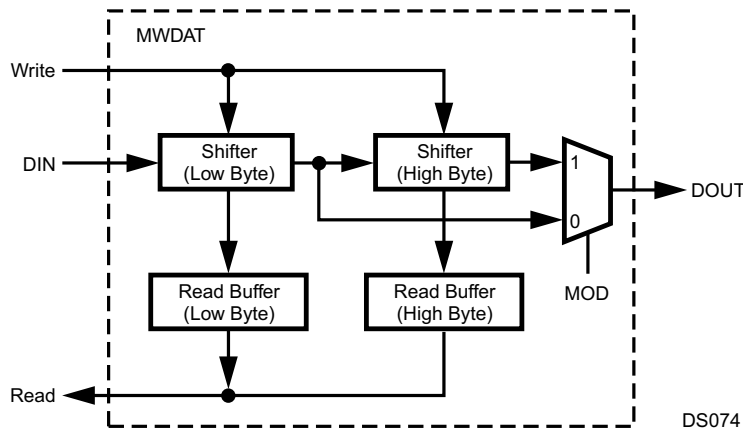 MWDAT
Write
DIN
Shifter
(Low Byte)
Shifter
(High Byte)
1
0
DOUT
MOD
Read Buffer
(Low Byte)
Read Buffer
(High Byte)
Read
DS074